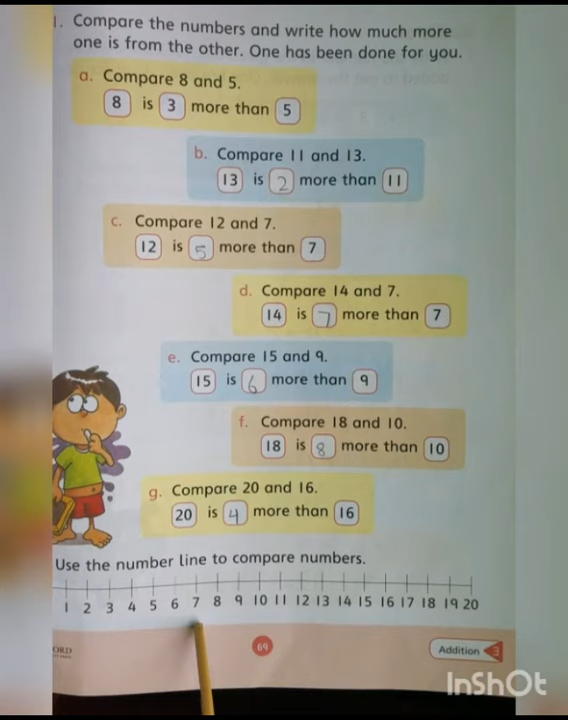 1. Compare the numbers and write how much more
one is from the other. One has been done for you.
a. Compare 8 and 5.
8 is 3 more than 5
b. Compare 11 and 13.
13 is 2 more than 11
c. Compare 12 and 7.
12 is 5 more than 7
d. Compare 14 and 7.
14 is 7 more than 7
e. Compare 15 and 9.
15 is 6 more than 9
f. Compare 18 and 10.
18 is 8 more than 10
g. Compare 20 and 16.
20 is 4 more than 16
Use the number line to compare numbers.
1 2 3 4 5 6 7 8 9 10 11 12 13 14 15 16 17 18 19 20
69
Addition 3
InShOt